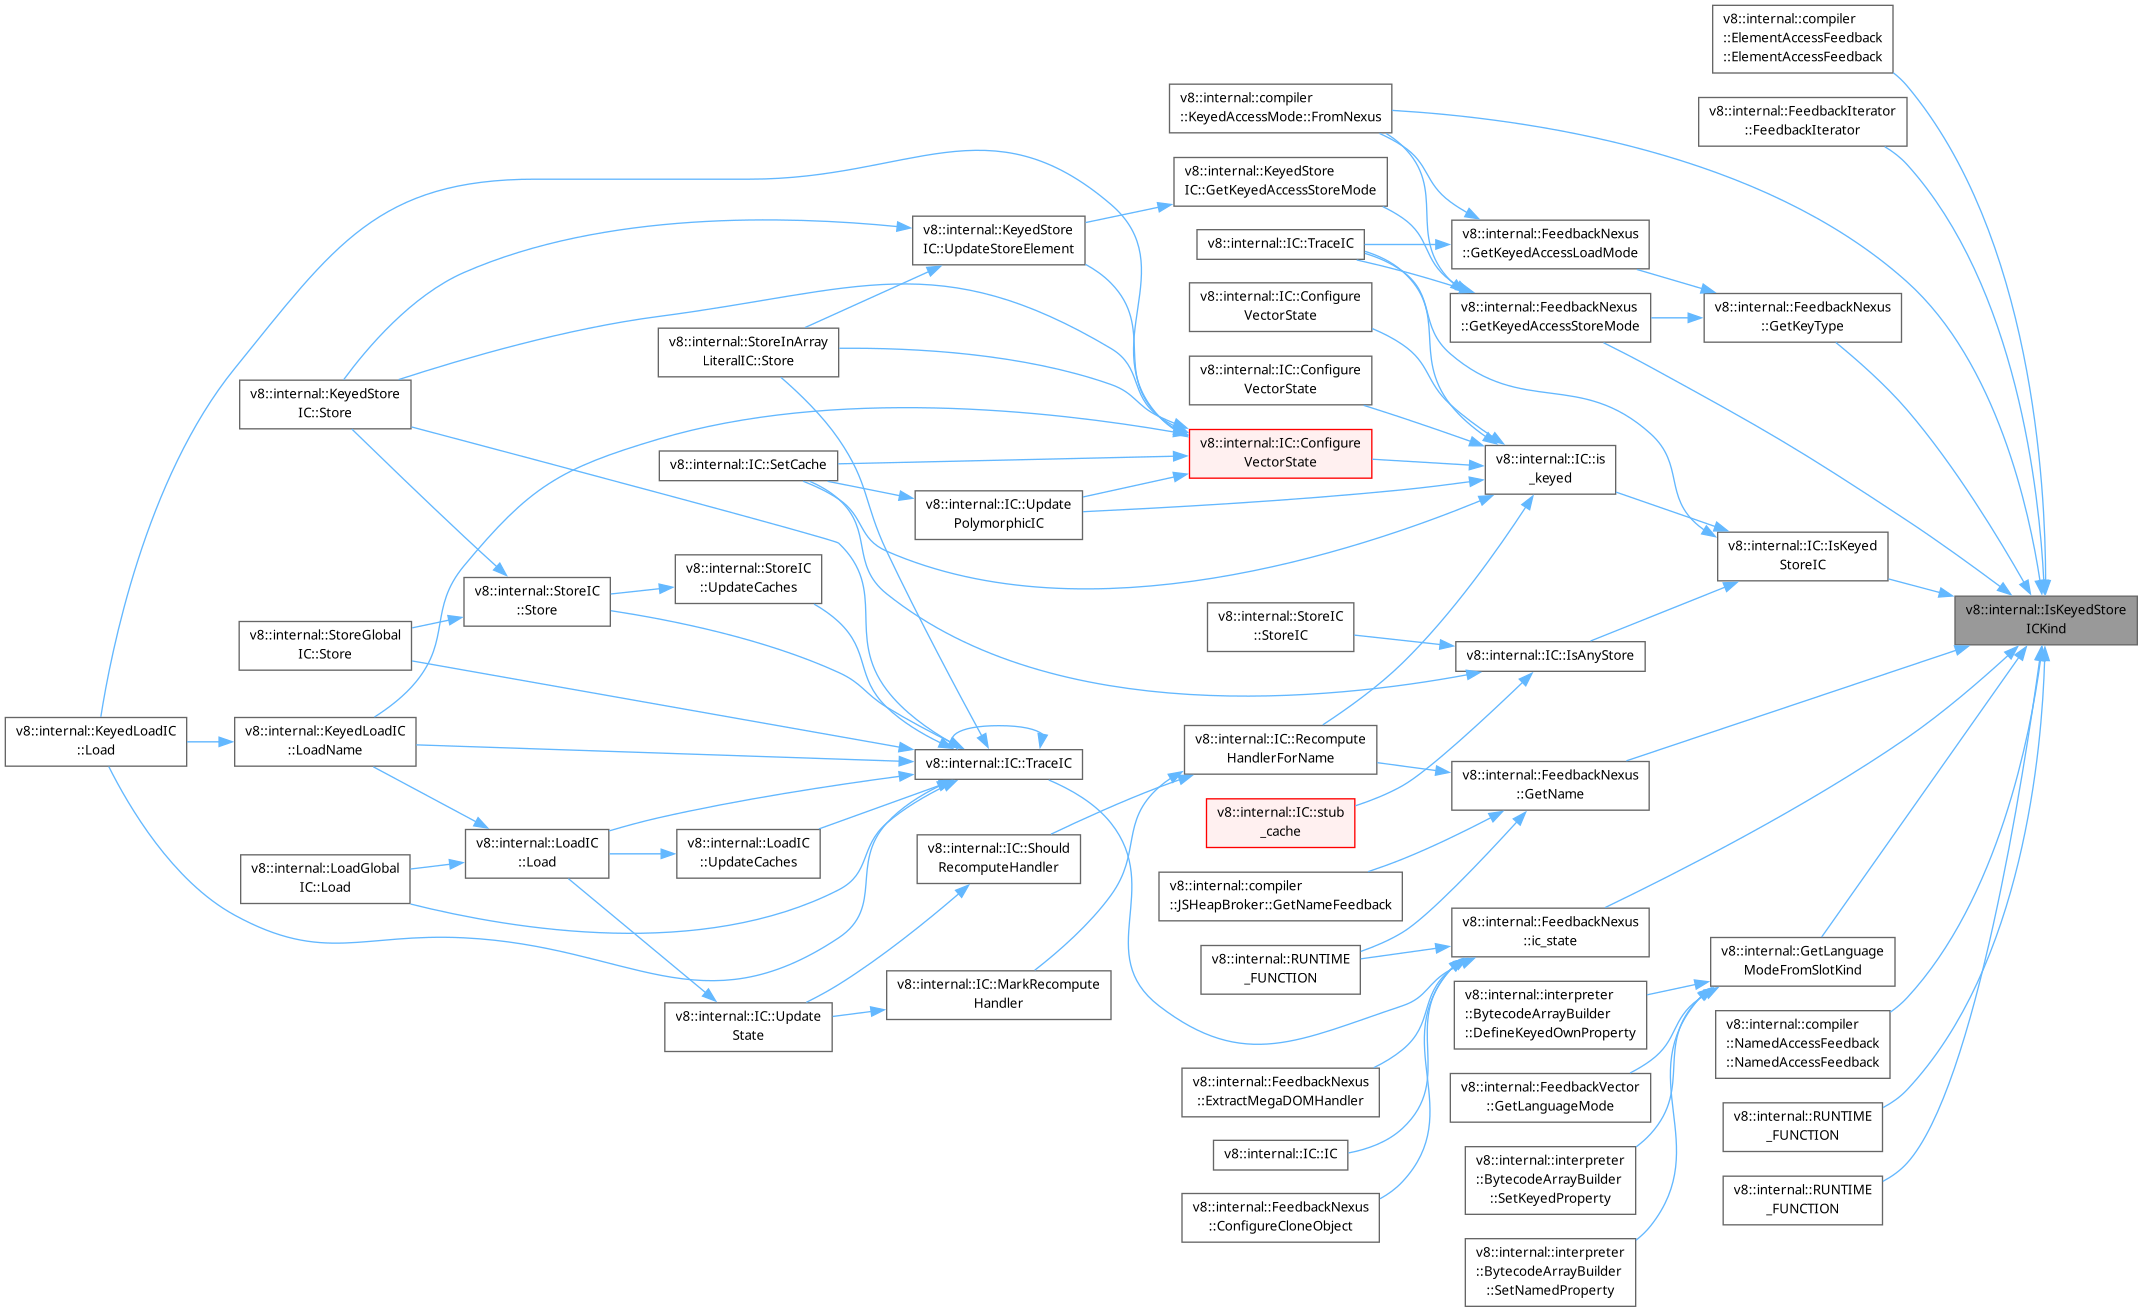 v8::internal::compiler
::ElementAccessFeedback
::ElementAccessFeedback
v8::internal::FeedbackIterator
::FeedbackIterator
v8::internal::compiler
::KeyedAccessMode::FromNexus
v8::internal::KeyedStore
IC::GetKeyedAccessStoreMode
v8::internal::KeyedStore
IC::UpdateStoreElement
v8::internal::IC::TraceIC
v8::internal::FeedbackNexus
::GetKeyedAccessLoadMode
v8::internal::IC::Configure
VectorState
v8::internal::FeedbackNexus
::GetKeyedAccessStoreMode
v8::internal::FeedbackNexus
::GetKeyType
v8::internal::StoreInArray
LiteralIC::Store
v8::internal::IC::Configure
VectorState
v8::internal::KeyedStore
IC::Store
v8::internal::IC::Configure
VectorState
v8::internal::IC::SetCache
v8::internal::IC::is
_keyed
v8::internal::IC::Update
PolymorphicIC
v8::internal::IC::IsKeyed
StoreIC
v8::internal::StoreIC
::UpdateCaches
v8::internal::StoreIC
::Store
v8::internal::IsKeyedStore
ICKind
v8::internal::StoreGlobal
IC::Store
v8::internal::StoreIC
::StoreIC
v8::internal::IC::IsAnyStore
v8::internal::KeyedLoadIC
::Load
v8::internal::KeyedLoadIC
::LoadName
v8::internal::IC::TraceIC
v8::internal::IC::Recompute
HandlerForName
v8::internal::FeedbackNexus
::GetName
v8::internal::IC::stub
_cache
v8::internal::LoadIC
::Load
v8::internal::LoadIC
::UpdateCaches
v8::internal::IC::Should
RecomputeHandler
v8::internal::LoadGlobal
IC::Load
v8::internal::compiler
::JSHeapBroker::GetNameFeedback
v8::internal::FeedbackNexus
::ic_state
v8::internal::RUNTIME
_FUNCTION
v8::internal::GetLanguage
ModeFromSlotKind
v8::internal::IC::MarkRecompute
Handler
v8::internal::IC::Update
State
v8::internal::interpreter
::BytecodeArrayBuilder
::DefineKeyedOwnProperty
v8::internal::compiler
::NamedAccessFeedback
::NamedAccessFeedback
v8::internal::FeedbackNexus
::ExtractMegaDOMHandler
v8::internal::FeedbackVector
::GetLanguageMode
v8::internal::RUNTIME
_FUNCTION
v8::internal::IC::IC
v8::internal::interpreter
::BytecodeArrayBuilder
::SetKeyedProperty
v8::internal::RUNTIME
_FUNCTION
v8::internal::FeedbackNexus
::ConfigureCloneObject
v8::internal::interpreter
::BytecodeArrayBuilder
::SetNamedProperty